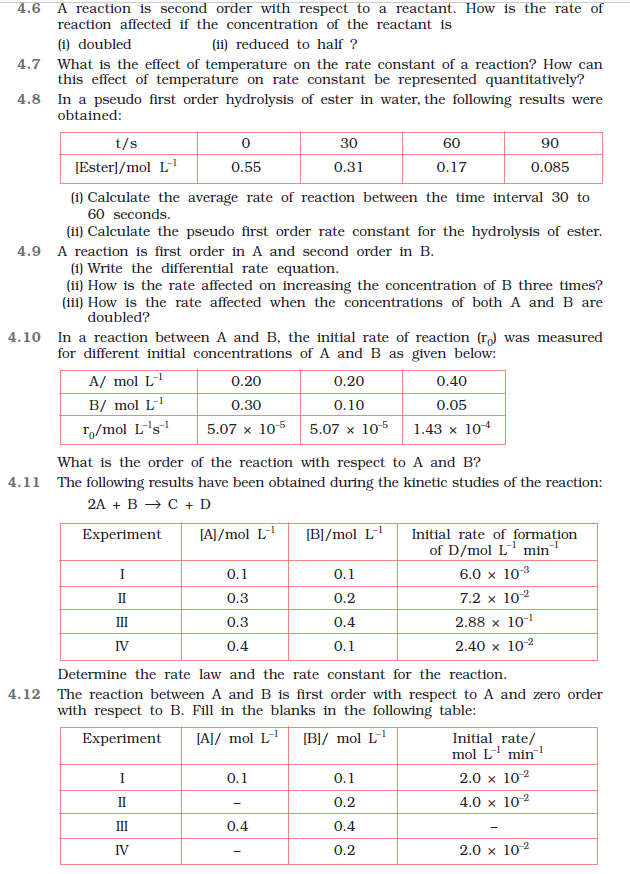 4.6 A reaction is second order with respect to a reactant. How is the rate of
reaction affected if the concentration of the reactant is
(i) doubled (ii) reduced to half ?
4.7 What is the effect of temperature on the rate constant of a reaction? How can
this effect of temperature on rate constant be represented quantitatively?
4.8 In a pseudo first order hydrolysis of ester in water, the following results were
obtained:
t/s 0 30 60 90
[Ester]/mol L⁻¹ 0.55 0.31 0.17 0.085
(i) Calculate the average rate of reaction between the time interval 30 to
60 seconds.
(ii) Calculate the pseudo first order rate constant for the hydrolysis of ester.
4.9 A reaction is first order in A and second order in B.
(i) Write the differential rate equation.
(ii) How is the rate affected on increasing the concentration of B three times?
(iii) How is the rate affected when the concentrations of both A and B are
doubled?
4.10 In a reaction between A and B, the initial rate of reaction (r₀) was measured
for different initial concentrations of A and B as given below:
A/ mol L⁻¹ 0.20 0.20 0.40
B/ mol L⁻¹ 0.30 0.10 0.05
r₀/mol L⁻¹s⁻¹ 5.07 × 10⁻⁵ 5.07 × 10⁻⁵ 1.43 × 10⁻⁴
What is the order of the reaction with respect to A and B?
4.11 The following results have been obtained during the kinetic studies of the reaction:
2A + B → C + D
Experiment [A]/mol L⁻¹ [B]/mol L⁻¹ Initial rate of formation
of D/mol L⁻¹ min⁻¹
I 0.1 0.1 6.0 × 10⁻³
II 0.3 0.2 7.2 × 10⁻²
III 0.3 0.4 2.88 × 10⁻¹
IV 0.4 0.1 2.40 × 10⁻²
Determine the rate law and the rate constant for the reaction.
4.12 The reaction between A and B is first order with respect to A and zero order
with respect to B. Fill in the blanks in the following table:
Experiment [A]/ mol L⁻¹ [B]/ mol L⁻¹ Initial rate/
mol L⁻¹ min⁻¹
I 0.1 0.1 2.0 × 10⁻²
II – 0.2 4.0 × 10⁻²
III 0.4 0.4 –
IV – 0.2 2.0 × 10⁻²